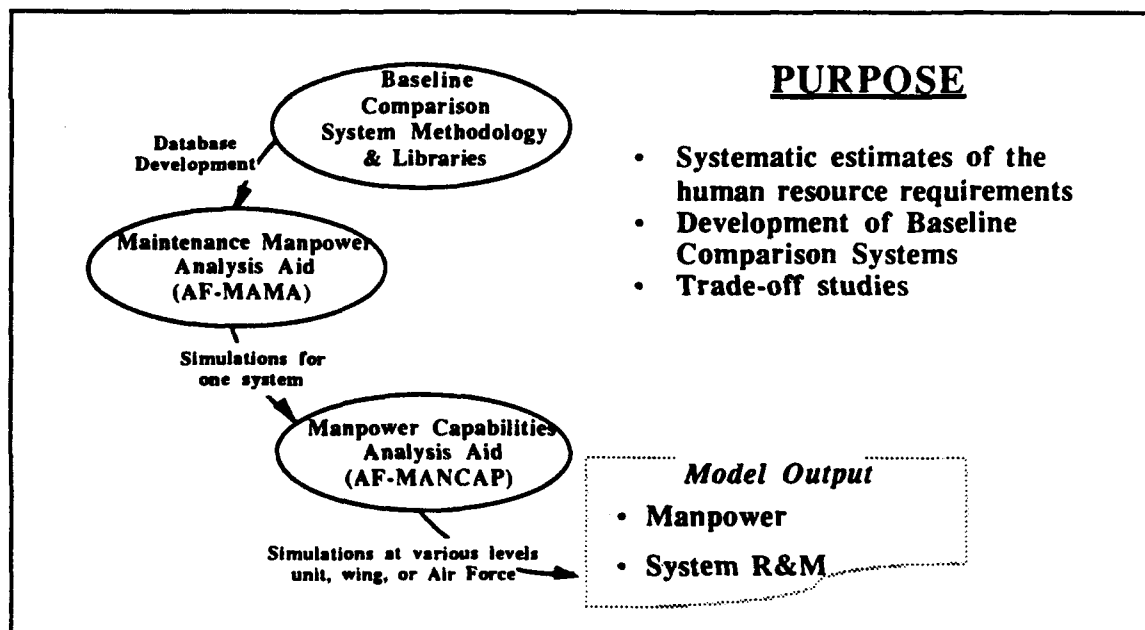 Baseline
Comparison
System Methodology
& Libraries
Database
Development
Maintenance Manpower
Analysis Aid
(AF-MAMA)
Simulations for
one system
Manpower Capabilities
Analysis Aid
(AF-MANCAP)
Simulations at various levels
unit, wing, or Air Force
PURPOSE
• Systematic estimates of the
human resource requirements
• Development of Baseline
Comparison Systems
• Trade-off studies
Model Output
• Manpower
• System R&M